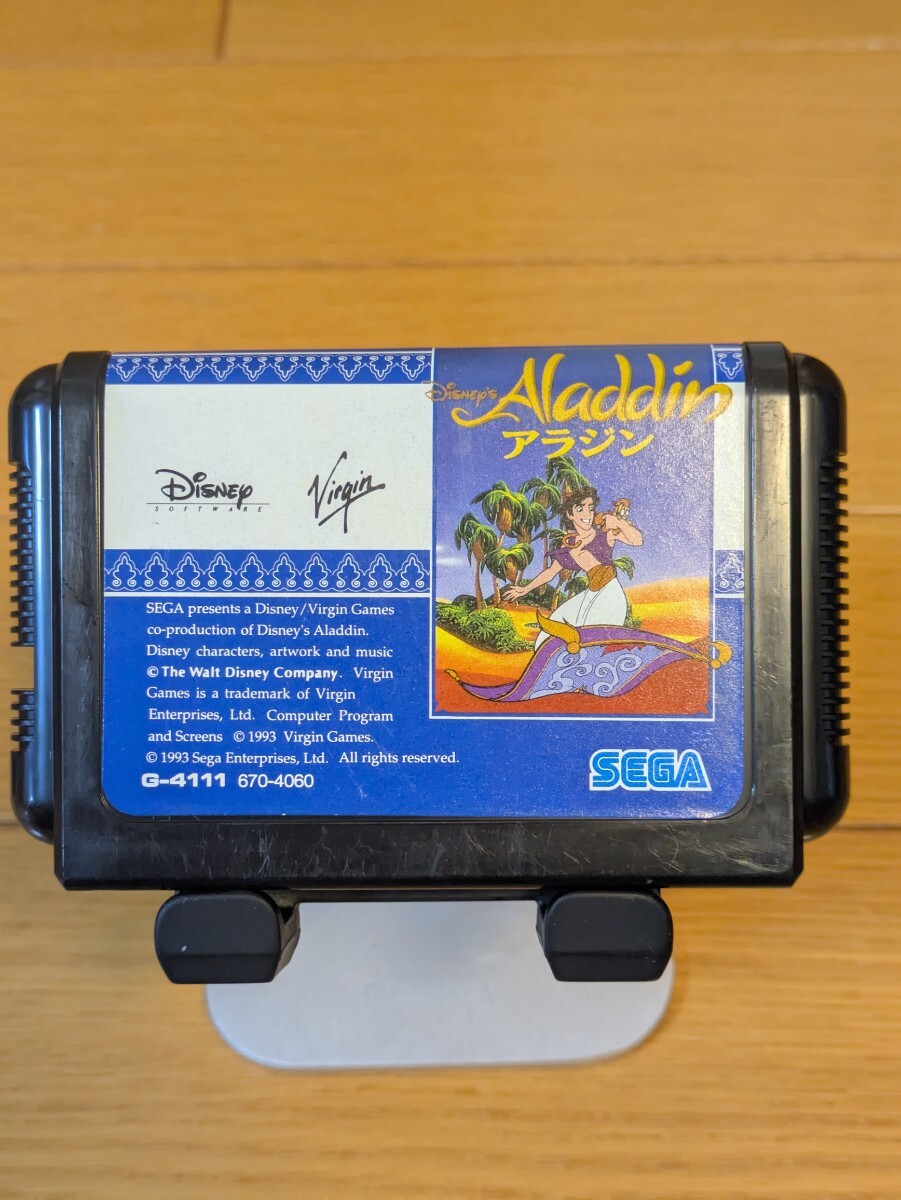 Disney's Aladdin
アラジン
Disney
SOFTWARE
Virgin
SEGA presents a Disney/Virgin Games
co-production of Disney's Aladdin.
Disney characters, artwork and music
© The Walt Disney Company. Virgin
Games is a trademark of Virgin
Enterprises, Ltd. Computer Program
and Screens © 1993 Virgin Games.
© 1993 Sega Enterprises, Ltd. All rights reserved.
G-4111 670-4060
SEGA